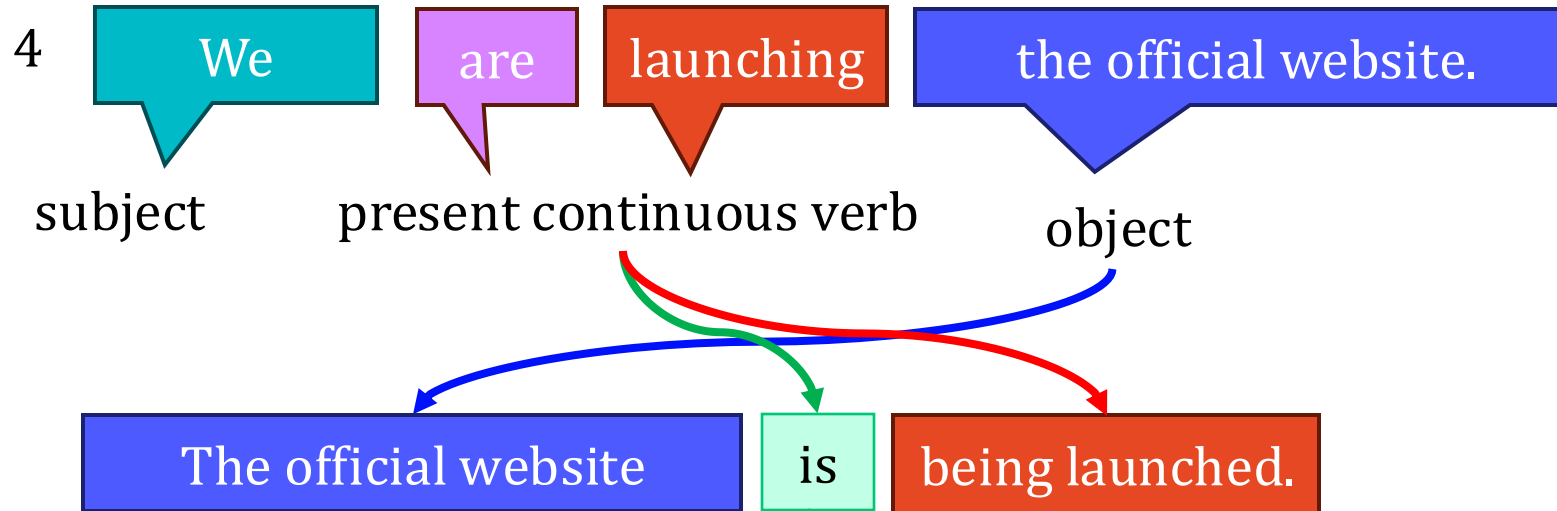 4 We are launching the official website.
subject present continuous verb object
The official website is being launched.